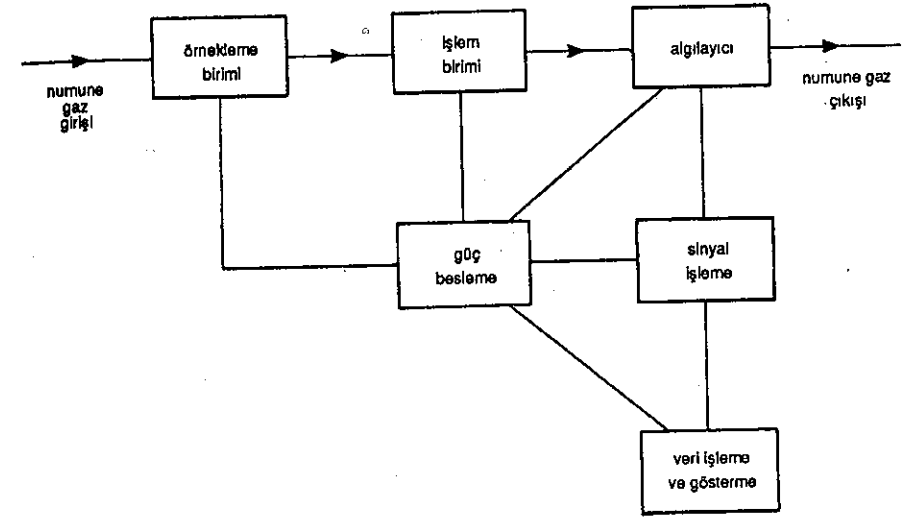 örnekleme
birimi
işlem
birimi
algılayıcı
numune
gaz
girişi
numune gaz
çıkışı
güç
besleme
sinyal
işleme
veri işleme
ve gösterme